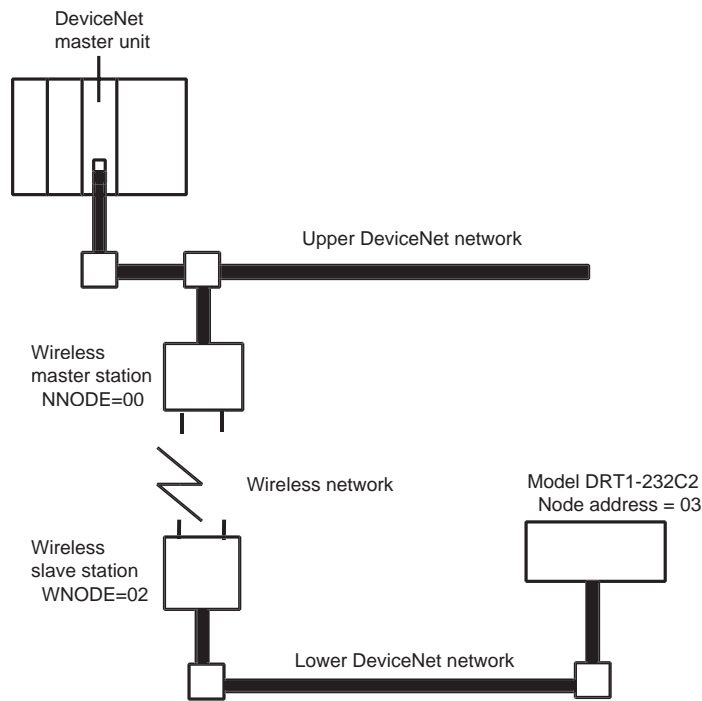 DeviceNet
master unit
Upper DeviceNet network
Wireless
master station
NNODE=00
Wireless network
Model DRT1-232C2
Node address = 03
Wireless
slave station
WNODE=02
Lower DeviceNet network